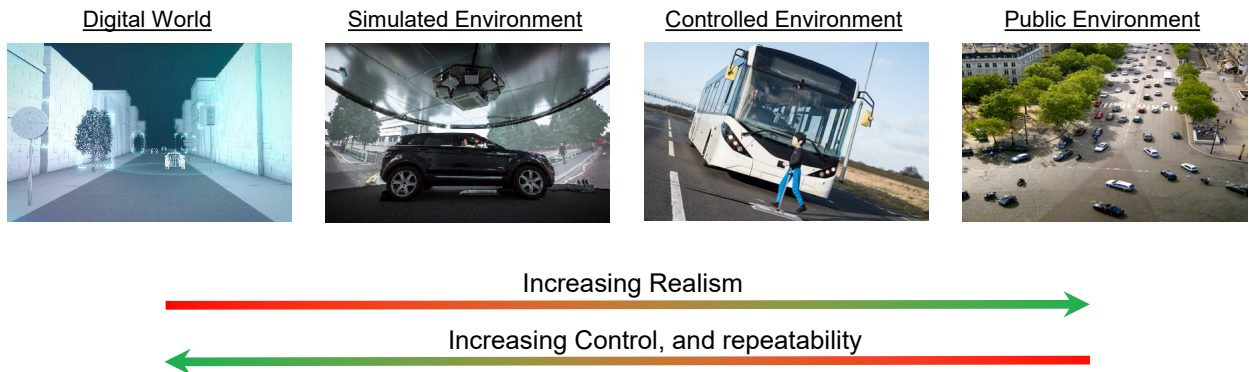 Digital World
Simulated Environment
Controlled Environment
Public Environment
Increasing Realism
Increasing Control, and repeatability